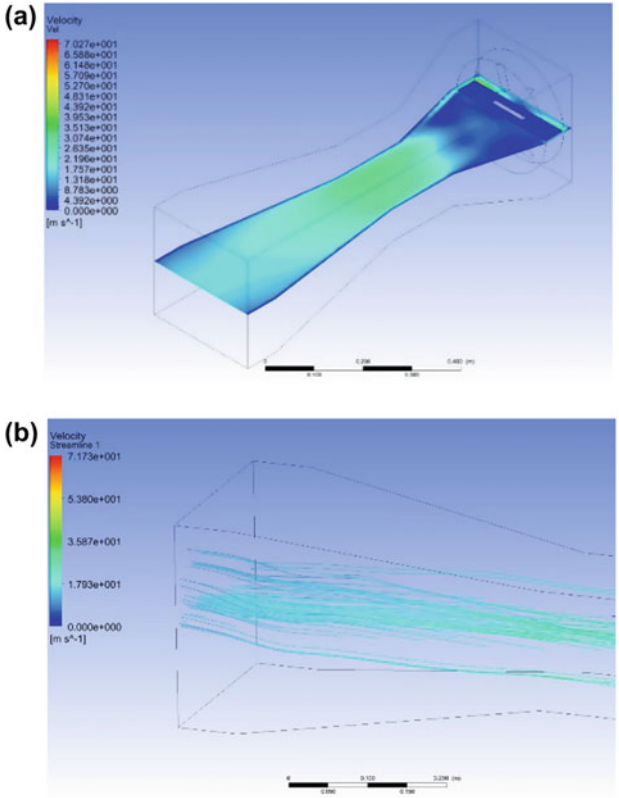 (a)
Velocity
Vel
7.027e+001
6.588e+001
6.148e+001
5.709e+001
5.270e+001
4.831e+001
4.392e+001
3.953e+001
3.513e+001
3.074e+001
2.635e+001
2.196e+001
1.757e+001
1.318e+001
8.783e+000
4.392e+000
0.000e+000
[m s^-1]
0
0.400 (m)
0.100
(b)
Velocity
Streamline 1
7.173e+001
5.380e+001
3.587e+001
1.793e+001
0.000e+000
[m s^-1]
0
0.100